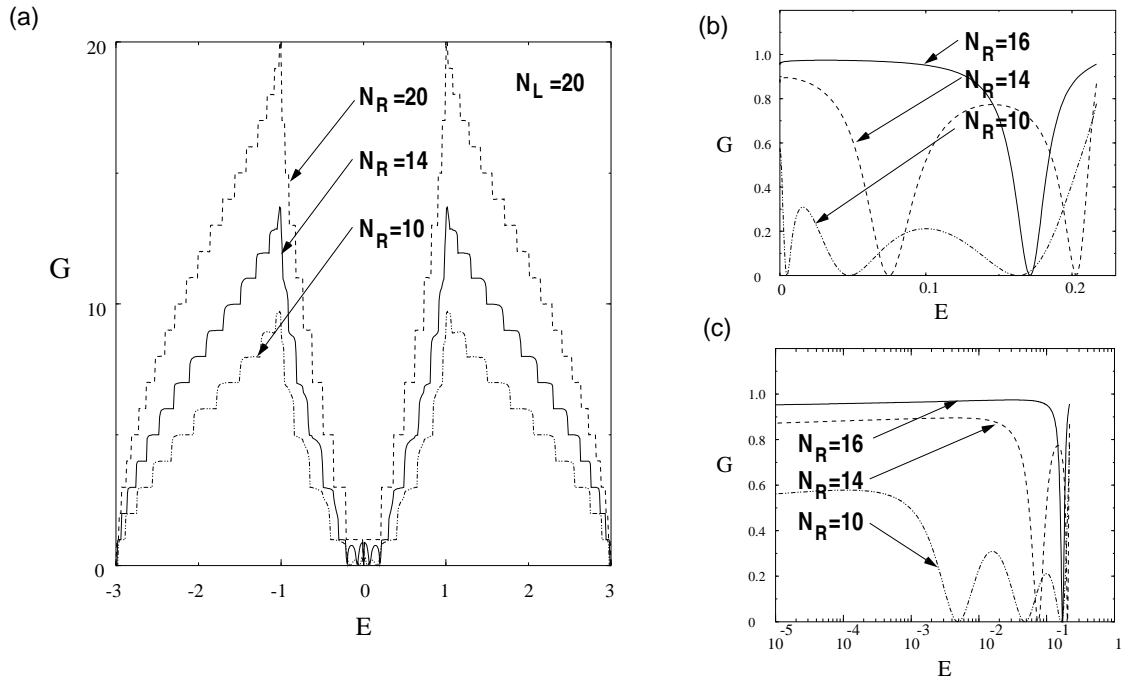 (a)
20
10
0
G
N_R=20
N_L=20
N_R=14
N_R=10
-3 -2 -1 0 1 2 3
E
(b)
1.0
0.8
0.6
0.4
0.2
0
G
N_R=16
N_R=14
N_R=10
0 0.1 0.2
E
(c)
1.0
0.8
0.6
0.4
0.2
0
G
N_R=16
N_R=14
N_R=10
10^-5 10^-4 10^-3 10^-2 10^-1 1
E